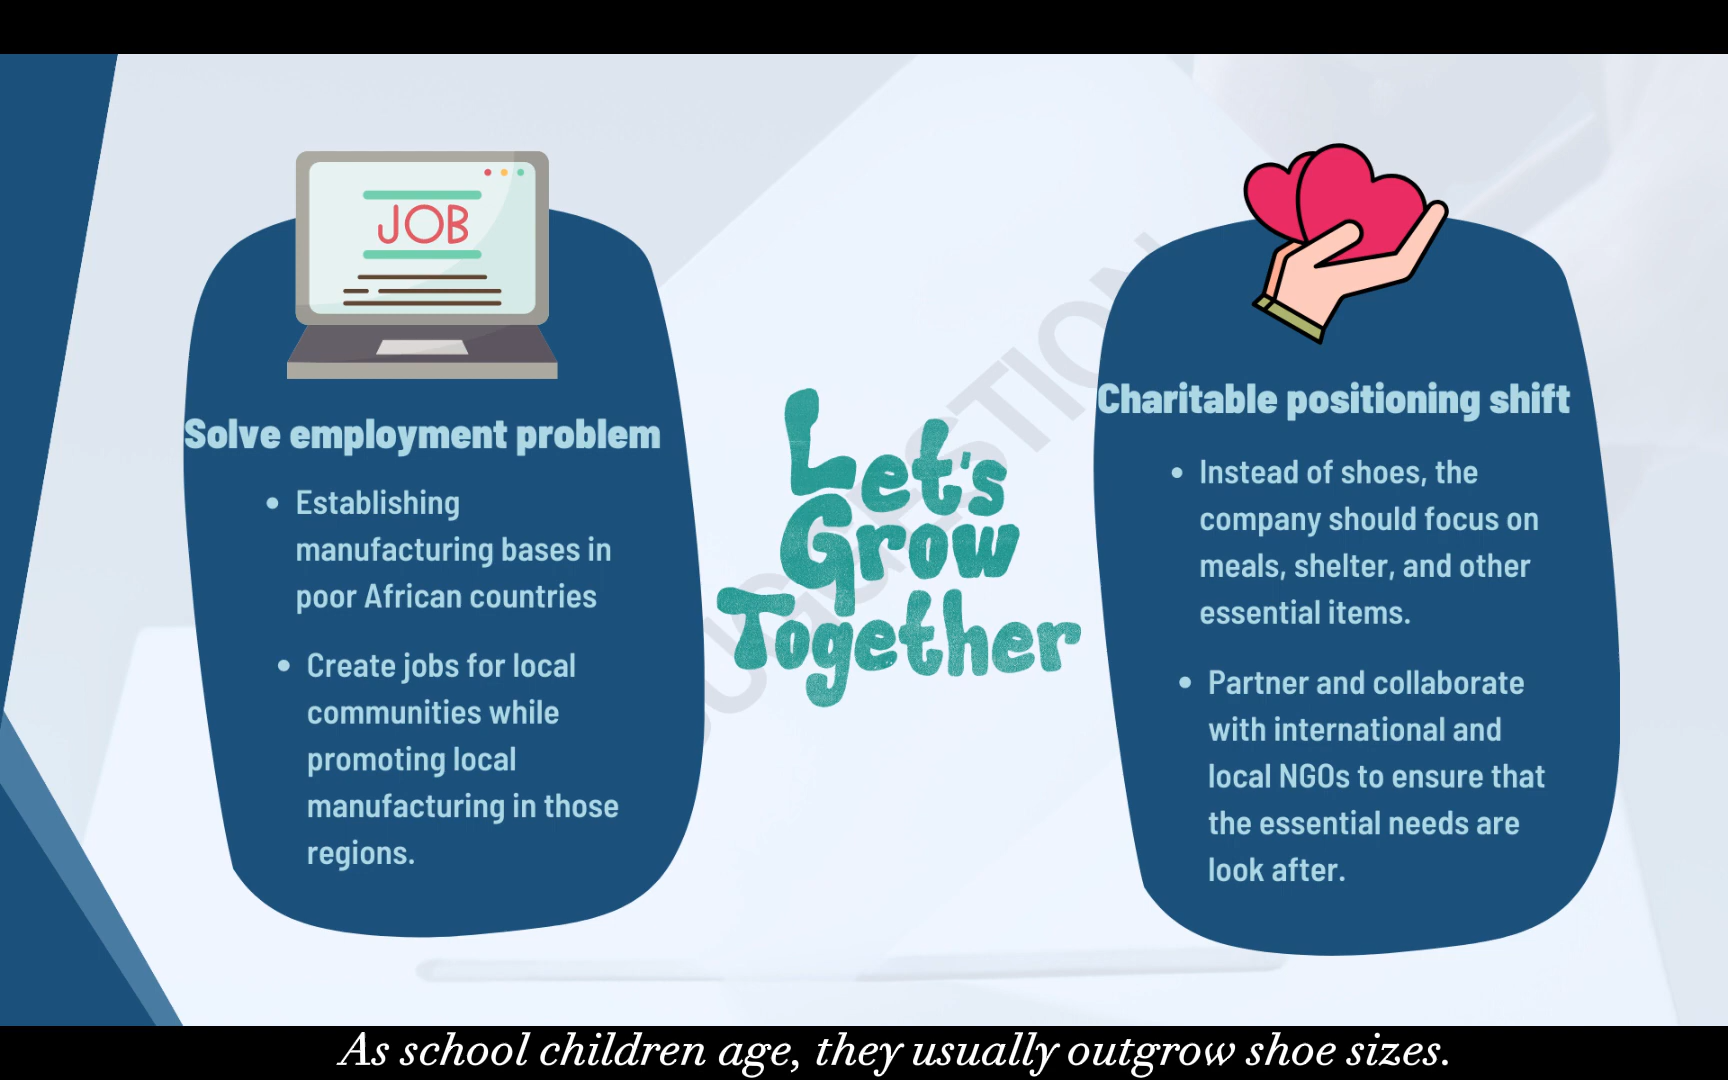 JOB
Solve employment problem
• Establishing
manufacturing bases in
poor African countries
• Create jobs for local
communities while
promoting local
manufacturing in those
regions.
SUGGESTION
Let's
Grow
Together
Charitable positioning shift
• Instead of shoes, the
company should focus on
meals, shelter, and other
essential items.
• Partner and collaborate
with international and
local NGOs to ensure that
the essential needs are
look after.
As school children age, they usually outgrow shoe sizes.